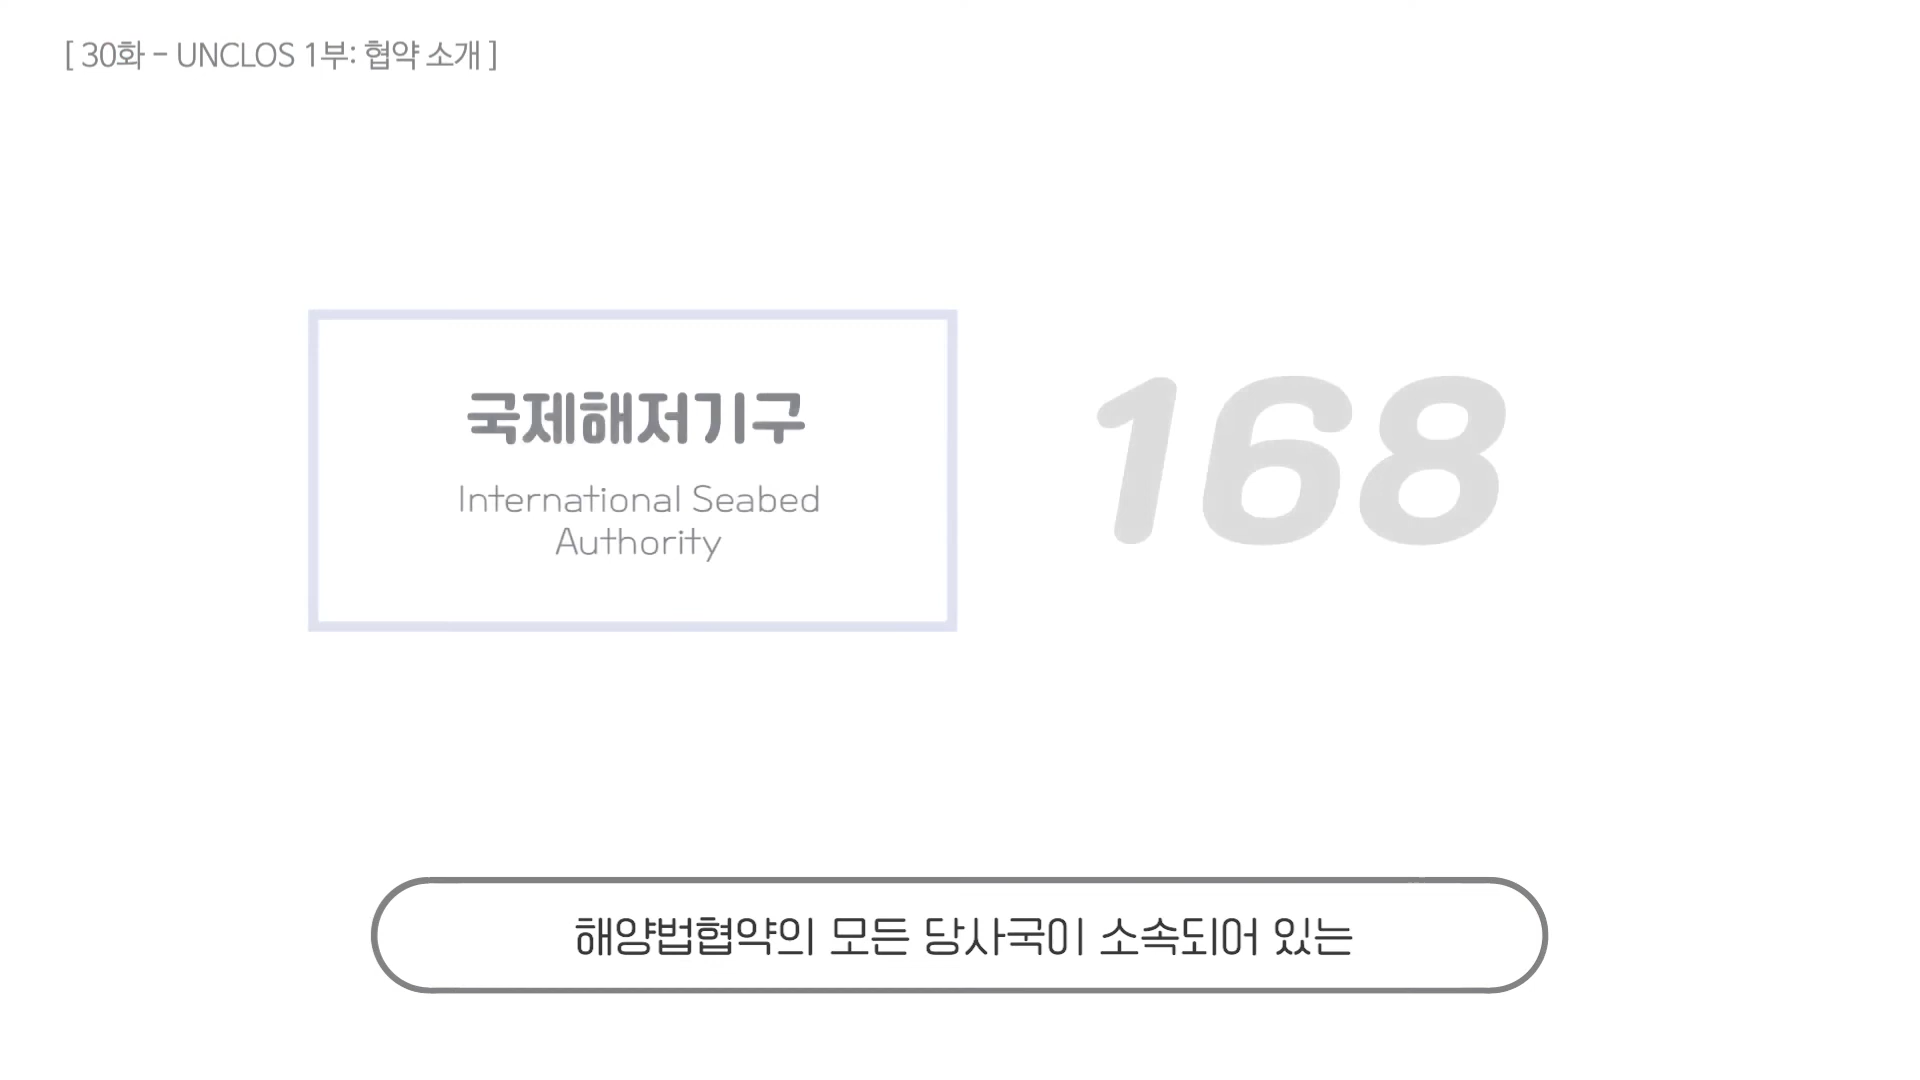 [ 30화 - UNCLOS 1부: 협약 소개 ]
국제해저기구
International Seabed
Authority
168
해양법협약의 모든 당사국이 소속되어 있는